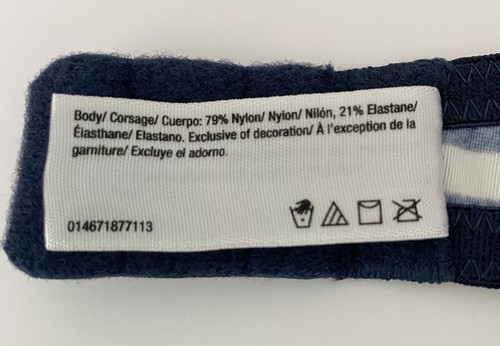 Body/ Corsage/ Cuerpo: 79% Nylon/ Nylon/ Nilón, 21% Elastane/
Élasthane/ Elastano. Exclusive of decoration/ À l'exception de la
garniture/ Excluye el adorno.
014671877113